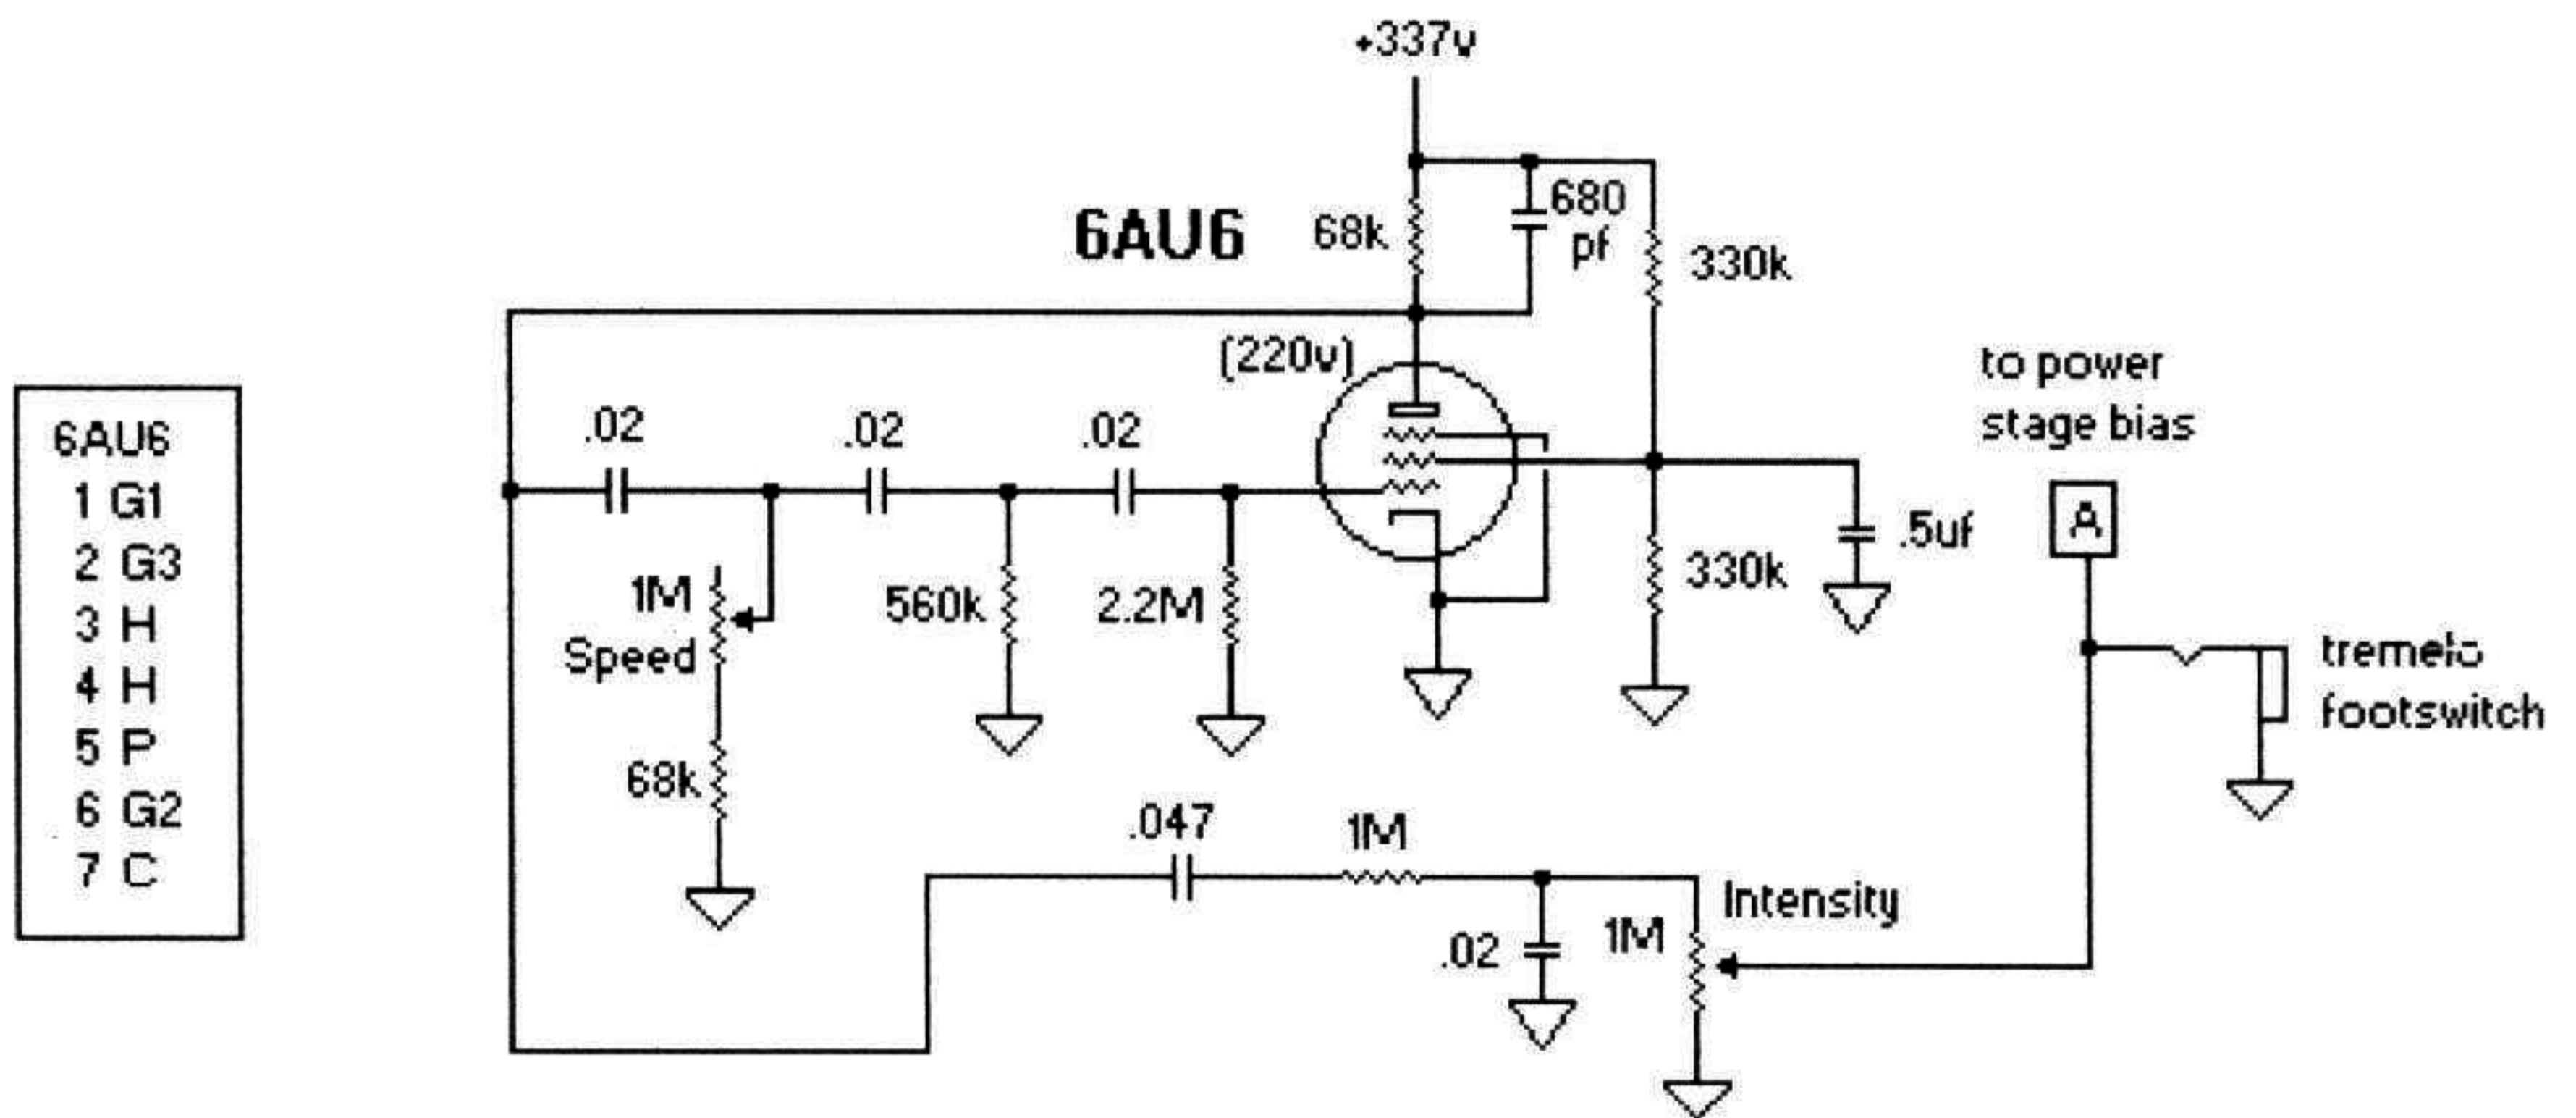 +337v
6AU6
68k
680
pf
330k
(220v)
to power
stage bias
A
.02
.02
.02
6AU6
1 G1
2 G3
3 H
4 H
5 P
6 G2
7 C
1M
Speed
560k
2.2M
330k
.5uf
tremelo
footswitch
68k
.047
1M
Intensity
1M
.02